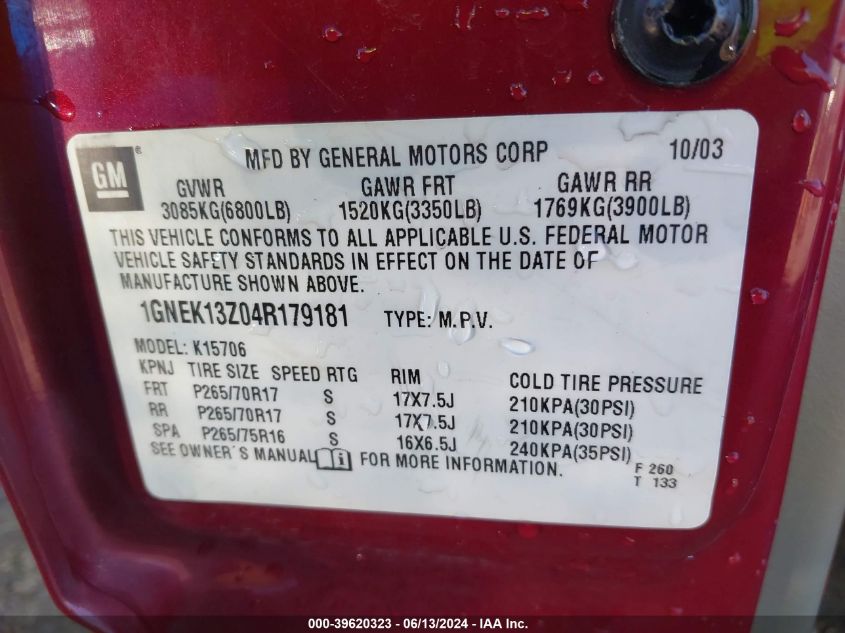 GM®
MFD BY GENERAL MOTORS CORP 10/03
GVWR GAWR FRT GAWR RR
3085KG(6800LB) 1520KG(3350LB) 1769KG(3900LB)
THIS VEHICLE CONFORMS TO ALL APPLICABLE U.S. FEDERAL MOTOR
VEHICLE SAFETY STANDARDS IN EFFECT ON THE DATE OF
MANUFACTURE SHOWN ABOVE.
1GNEK13Z04R179181 TYPE: M.P.V.
MODEL: K15706
KPNJ TIRE SIZE SPEED RTG RIM COLD TIRE PRESSURE
FRT P265/70R17 S 17X7.5J 210KPA(30PSI)
RR P265/70R17 S 17X7.5J 210KPA(30PSI)
SPA P265/75R16 S 16X6.5J 240KPA(35PSI)
SEE OWNER'S MANUAL FOR MORE INFORMATION.
F 260
T 133
000-39620323 - 06/13/2024 - IAA Inc.